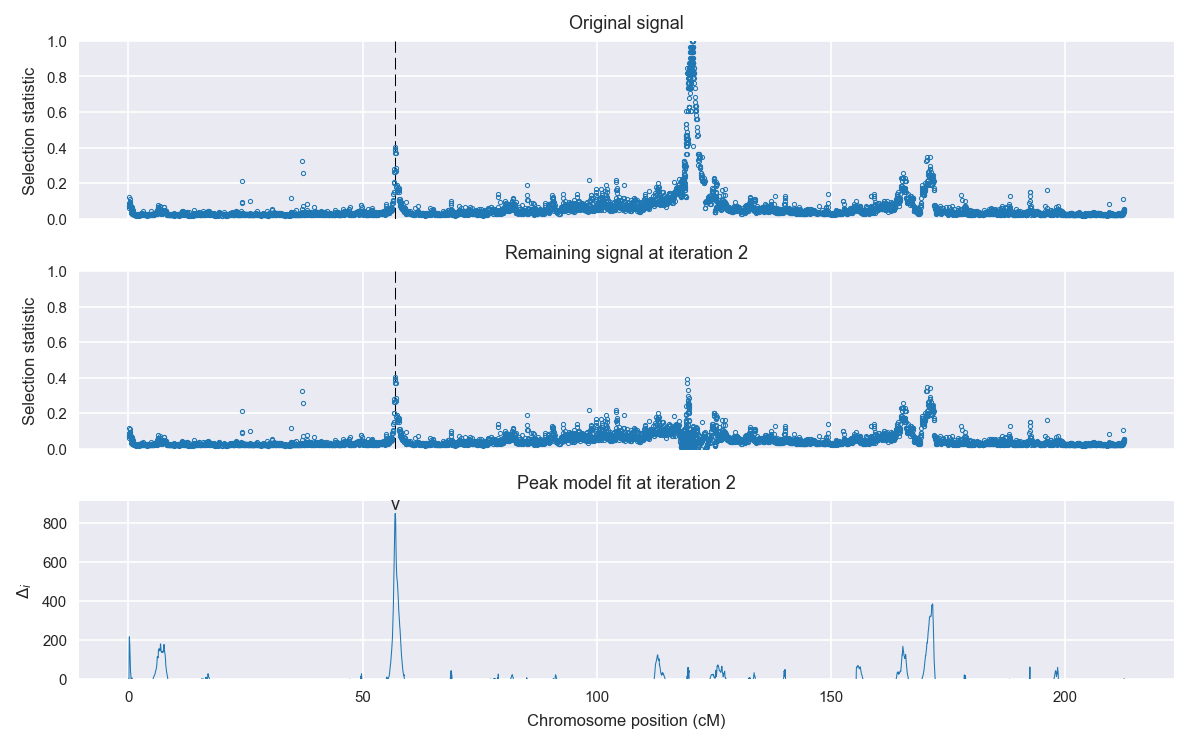 Original signal
1.0
0.8
0.6
0.4
0.2
0.0
Selection statistic
Remaining signal at iteration 2
1.0
0.8
0.6
0.4
0.2
0.0
Selection statistic
Peak model fit at iteration 2
v
800
600
400
200
0
Δi
0 50 100 150 200
Chromosome position (cM)